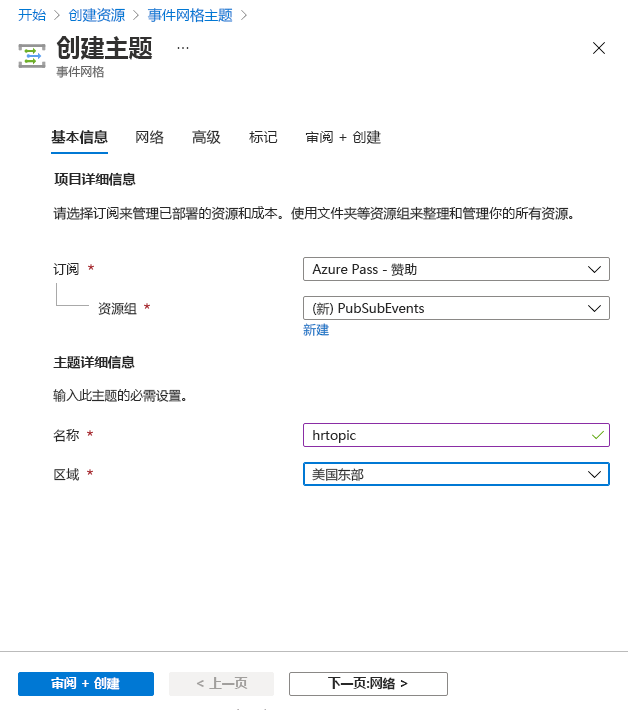 开始 > 创建资源 > 事件网格主题 >
创建主题 ...
事件网格
基本信息 网络 高级 标记 审阅 + 创建
项目详细信息
请选择订阅来管理已部署的资源和成本。使用文件夹等资源组来整理和管理你的所有资源。
订阅 * Azure Pass - 赞助
资源组 * (新) PubSubEvents
新建
主题详细信息
输入此主题的必需设置。
名称 * hrtopic
区域 * 美国东部
审阅 + 创建 < 上一页 下一页:网络 >